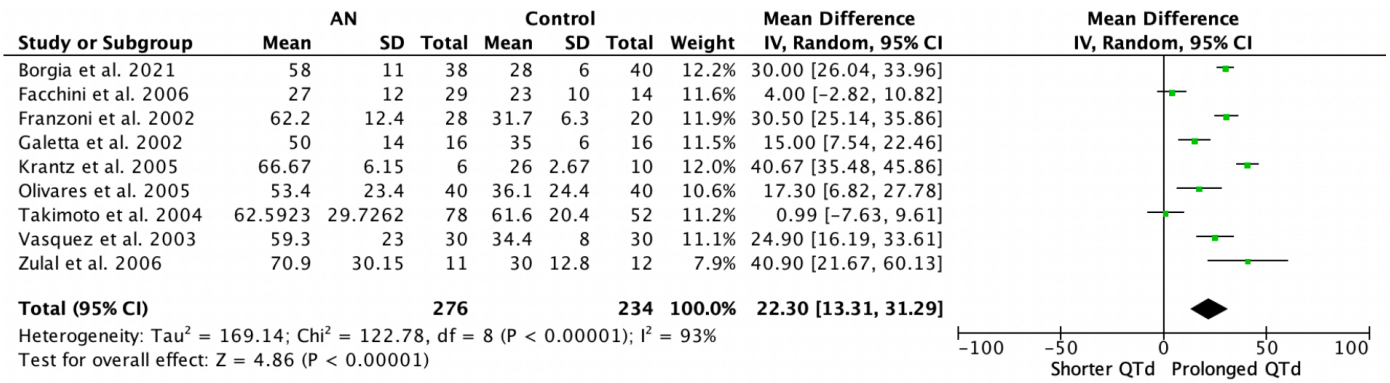 AN Control Mean Difference Mean Difference
Study or Subgroup Mean SD Total Mean SD Total Weight IV, Random, 95% CI IV, Random, 95% CI
Borgia et al. 2021 58 11 38 28 6 40 12.2% 30.00 [26.04, 33.96]
Facchini et al. 2006 27 12 29 23 10 14 11.6% 4.00 [−2.82, 10.82]
Franzoni et al. 2002 62.2 12.4 28 31.7 6.3 20 11.9% 30.50 [25.14, 35.86]
Galetta et al. 2002 50 14 16 35 6 16 11.5% 15.00 [7.54, 22.46]
Krantz et al. 2005 66.67 6.15 6 26 2.67 10 12.0% 40.67 [35.48, 45.86]
Olivares et al. 2005 53.4 23.4 40 36.1 24.4 40 10.6% 17.30 [6.82, 27.78]
Takimoto et al. 2004 62.5923 29.7262 78 61.6 20.4 52 11.2% 0.99 [−7.63, 9.61]
Vasquez et al. 2003 59.3 23 30 34.4 8 30 11.1% 24.90 [16.19, 33.61]
Zulal et al. 2006 70.9 30.15 11 30 12.8 12 7.9% 40.90 [21.67, 60.13]
Total (95% CI) 276 234 100.0% 22.30 [13.31, 31.29]
Heterogeneity: Tau² = 169.14; Chi² = 122.78, df = 8 (P < 0.00001); I² = 93%
Test for overall effect: Z = 4.86 (P < 0.00001)
−100 −50 0 50 100
Shorter QTd Prolonged QTd